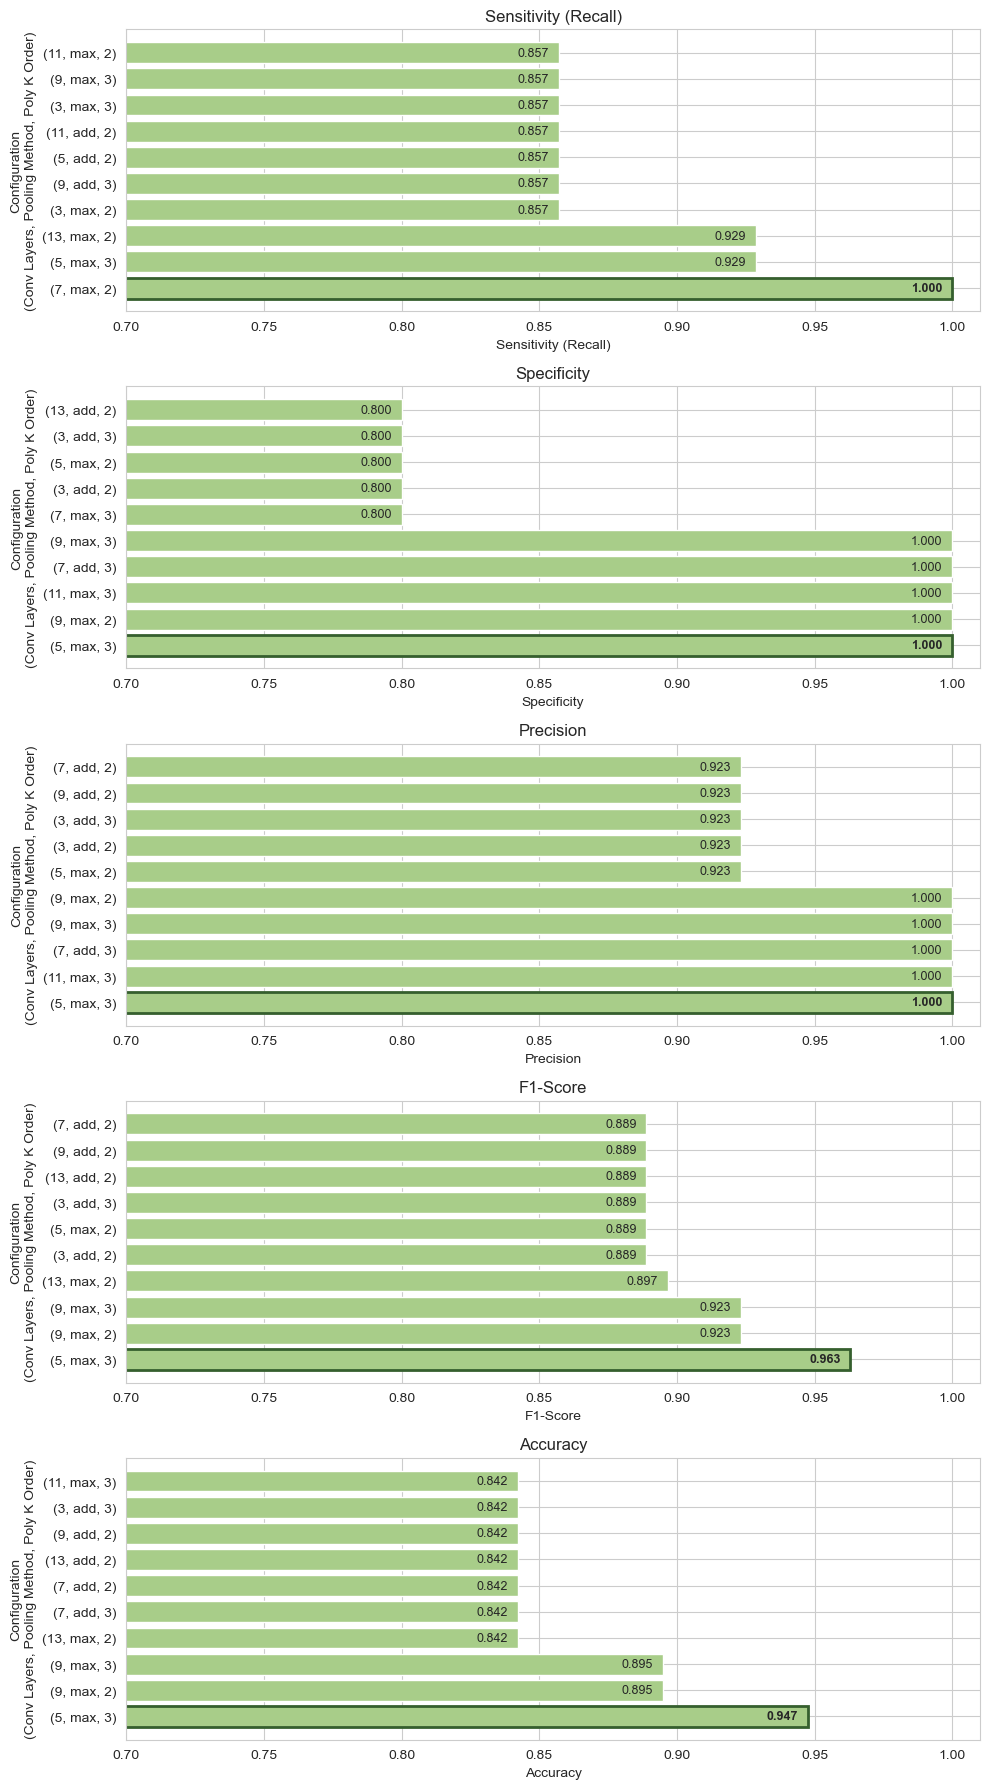 Sensitivity (Recall)
Configuration
(Conv Layers, Pooling Method, Poly K Order)
(11, max, 2) 0.857
(9, max, 3) 0.857
(3, max, 3) 0.857
(11, add, 2) 0.857
(5, add, 2) 0.857
(9, add, 3) 0.857
(3, max, 2) 0.857
(13, max, 2) 0.929
(5, max, 3) 0.929
(7, max, 2) 1.000
0.70 0.75 0.80 0.85 0.90 0.95 1.00
Sensitivity (Recall)
Specificity
Configuration
(Conv Layers, Pooling Method, Poly K Order)
(13, add, 2) 0.800
(3, add, 3) 0.800
(5, max, 2) 0.800
(3, add, 2) 0.800
(7, max, 3) 0.800
(9, max, 3) 1.000
(7, add, 3) 1.000
(11, max, 3) 1.000
(9, max, 2) 1.000
(5, max, 3) 1.000
0.70 0.75 0.80 0.85 0.90 0.95 1.00
Specificity
Precision
Configuration
(Conv Layers, Pooling Method, Poly K Order)
(7, add, 2) 0.923
(9, add, 2) 0.923
(3, add, 3) 0.923
(3, add, 2) 0.923
(5, max, 2) 0.923
(9, max, 2) 1.000
(9, max, 3) 1.000
(7, add, 3) 1.000
(11, max, 3) 1.000
(5, max, 3) 1.000
0.70 0.75 0.80 0.85 0.90 0.95 1.00
Precision
F1-Score
Configuration
(Conv Layers, Pooling Method, Poly K Order)
(7, add, 2) 0.889
(9, add, 2) 0.889
(13, add, 2) 0.889
(3, add, 3) 0.889
(5, max, 2) 0.889
(3, add, 2) 0.889
(13, max, 2) 0.897
(9, max, 3) 0.923
(9, max, 2) 0.923
(5, max, 3) 0.963
0.70 0.75 0.80 0.85 0.90 0.95 1.00
F1-Score
Accuracy
Configuration
(Conv Layers, Pooling Method, Poly K Order)
(11, max, 3) 0.842
(3, add, 3) 0.842
(9, add, 2) 0.842
(13, add, 2) 0.842
(7, add, 2) 0.842
(7, add, 3) 0.842
(13, max, 2) 0.842
(9, max, 3) 0.895
(9, max, 2) 0.895
(5, max, 3) 0.947
0.70 0.75 0.80 0.85 0.90 0.95 1.00
Accuracy